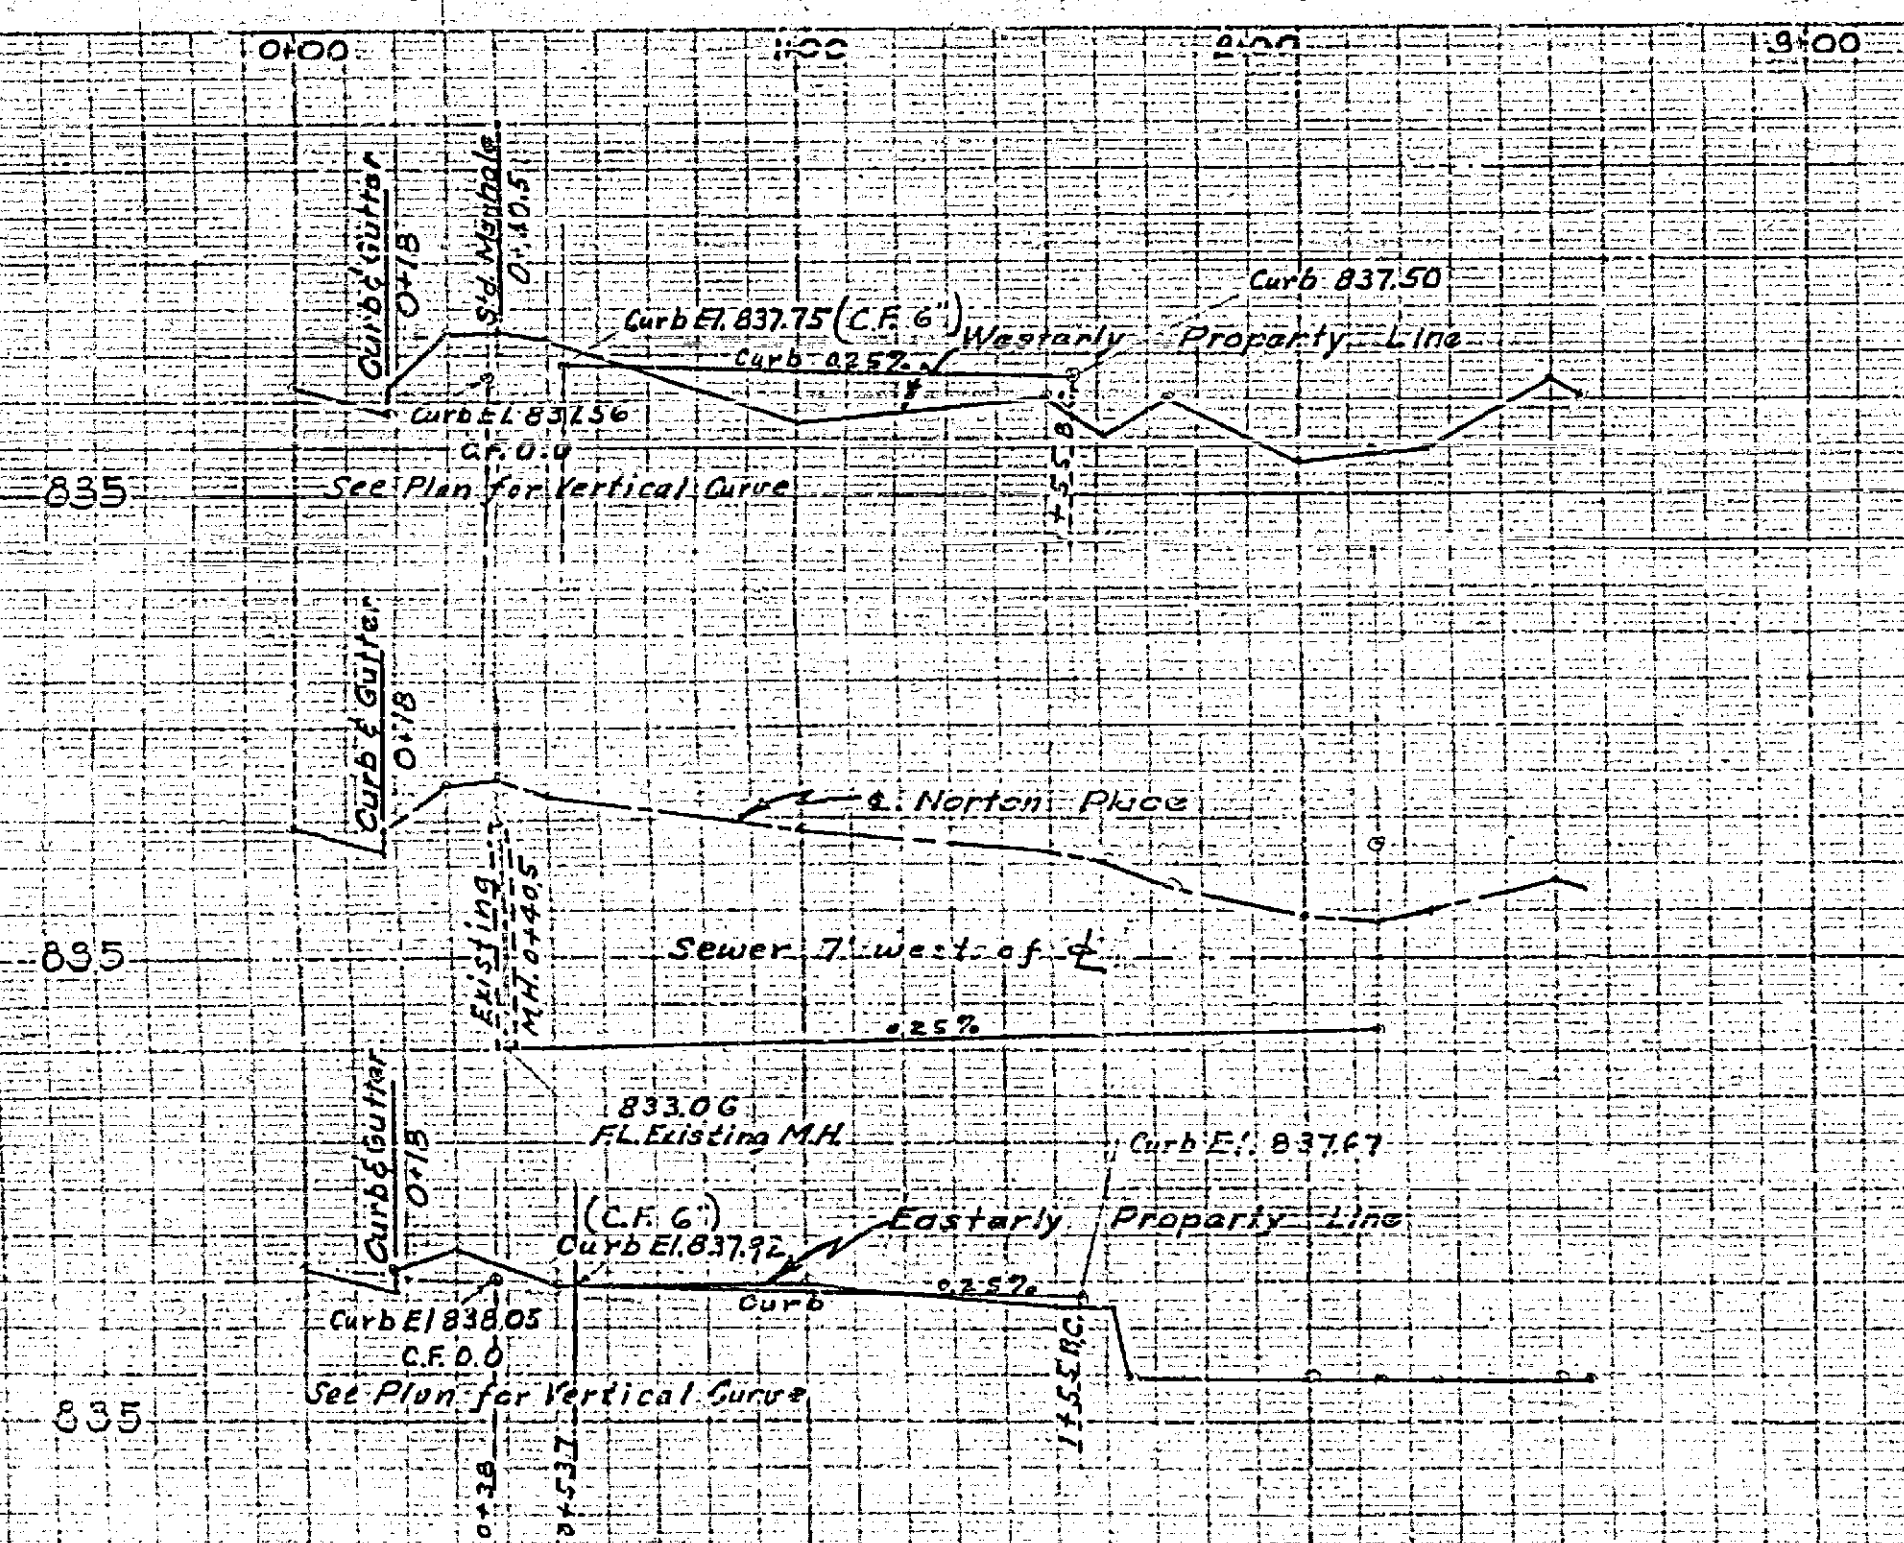 0+00 1+00 2+00 3+00
Curb & Gutter
0+18
Std Manhole
0+40.5
Curb 837.50
Curb El. 837.75 (C.F. 6")
Westerly Property Line
Curb 0.25%
Curb El. 837.56
C.F. 0.0
See Plan for Vertical Curve
835
1+55 B.C.
Curb & Gutter
0+18
℄ Norton Place
Existing
M.H. 0+40.5
835
Sewer 7' west of ℄
0.25%
833.06
F.L. Existing M.H.
Curb & Gutter
0+18
Curb El. 837.67
(C.F. 6")
Curb El. 837.92
Easterly Property Line
0.25%
Curb
Curb El 838.05
C.F. 0.0
See Plan for Vertical Curve
835
0+38
0+53.7
1+55 B.C.